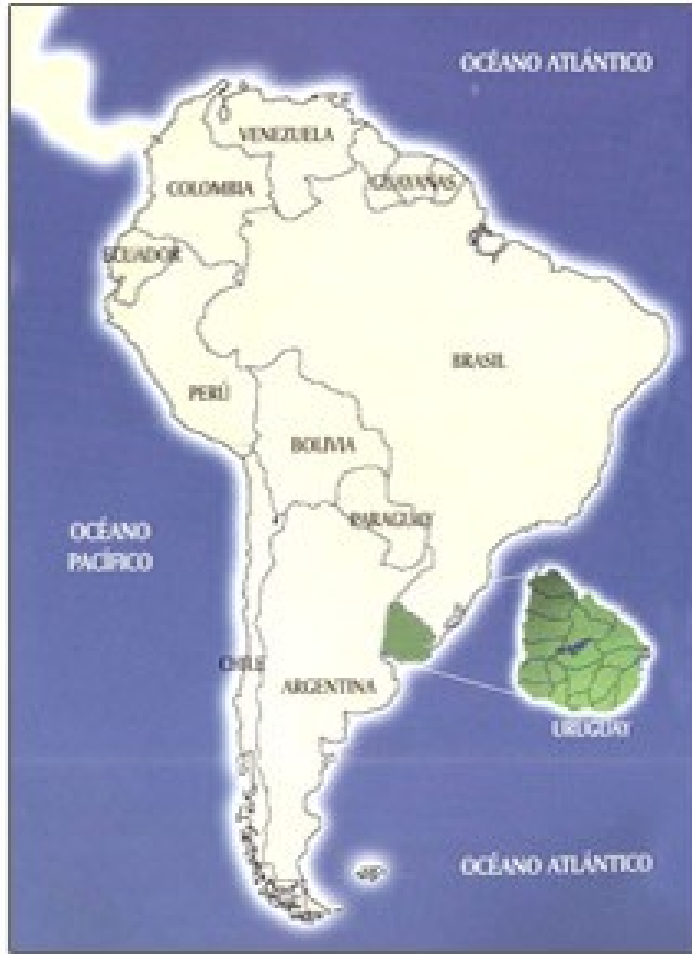 OCÉANO ATLÁNTICO
VENEZUELA
COLOMBIA
GUAYANAS
ECUADOR
BRASIL
PERÚ
BOLIVIA
PARAGUAY
OCÉANO
PACÍFICO
CHILE
ARGENTINA
URUGUAY
OCÉANO ATLÁNTICO